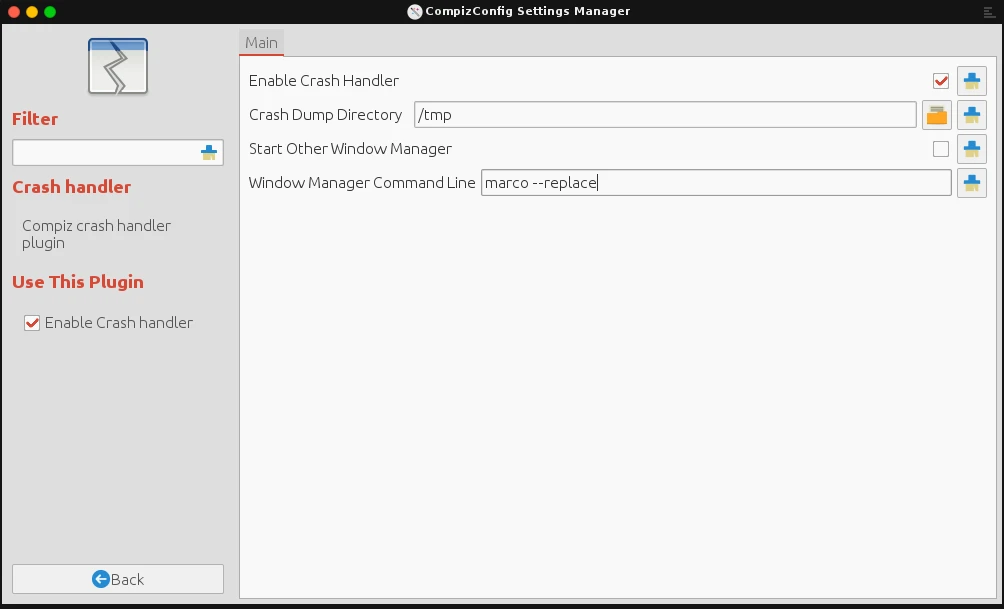 CompizConfig Settings Manager
Filter
Crash handler
Compiz crash handler
plugin
Use This Plugin
Enable Crash handler
Back
Main
Enable Crash Handler
Crash Dump Directory /tmp
Start Other Window Manager
Window Manager Command Line marco --replace